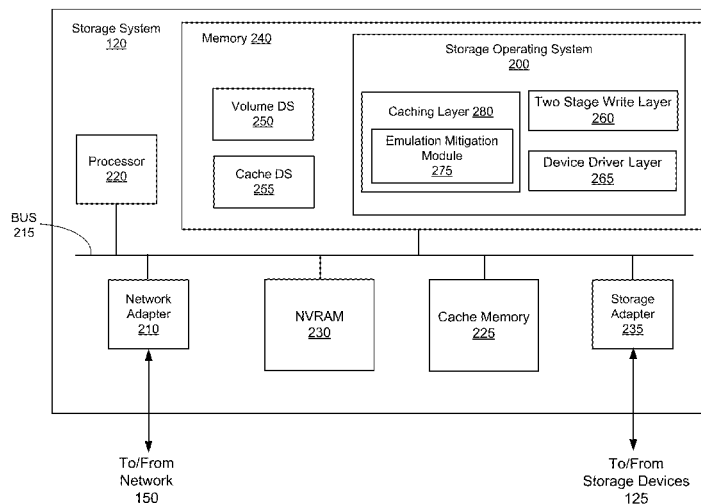 Storage System
120
Memory 240
Storage Operating System
200
Volume DS
250
Caching Layer 280
Two Stage Write Layer
260
Emulation Mitigation
Module
275
Processor
220
Cache DS
255
Device Driver Layer
265
BUS
215
Network
Adapter
210
NVRAM
230
Cache Memory
225
Storage
Adapter
235
To/From
Network
150
To/From
Storage Devices
125